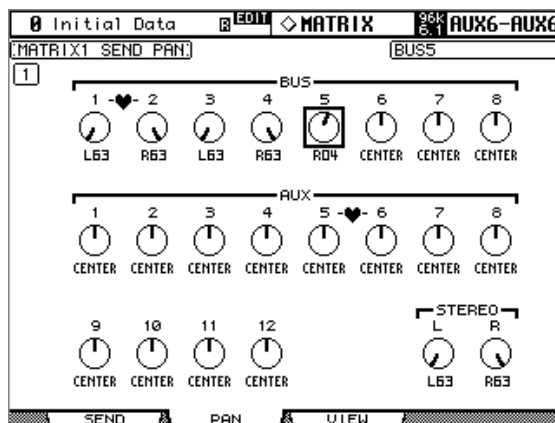 0 Initial Data R EDIT ◇MATRIX 96k 6.1 AUX6-AUX6
MATRIX1 SEND PAN BUS5
1
BUS
1 -♥- 2 3 4 5 6 7 8
L63 R63 L63 R63 R04 CENTER CENTER CENTER
AUX
1 2 3 4 5 -♥- 6 7 8
CENTER CENTER CENTER CENTER CENTER CENTER CENTER CENTER
STEREO
9 10 11 12 L R
CENTER CENTER CENTER CENTER L63 R63
SEND PAN VIEW